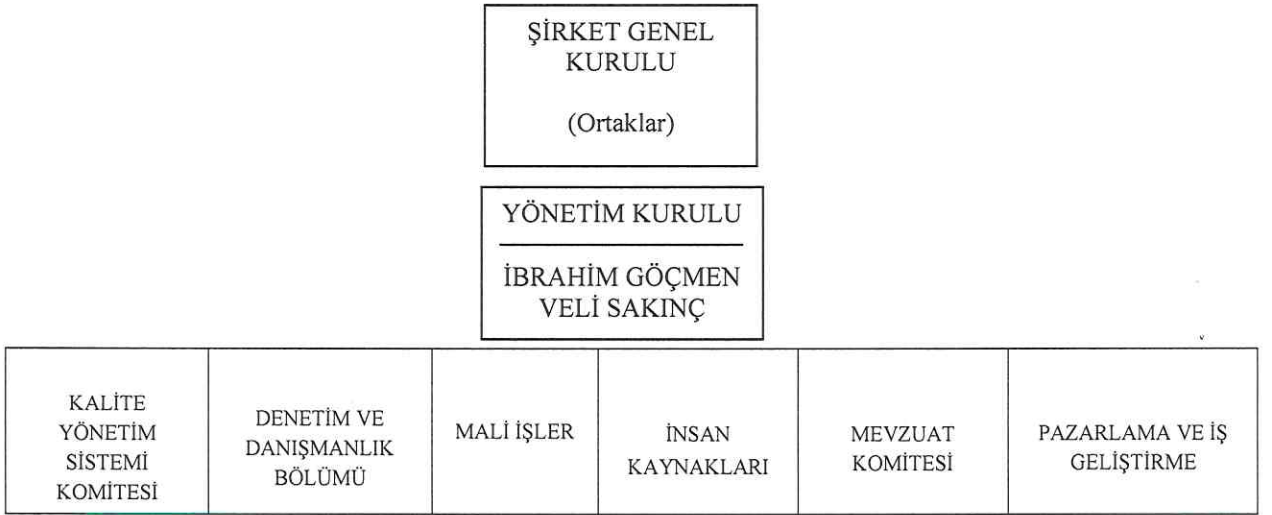 ŞİRKET GENEL
KURULU
(Ortaklar)
YÖNETİM KURULU
İBRAHİM GÖÇMEN
VELİ SAKINÇ
KALİTE
YÖNETİM
SİSTEMİ
KOMİTESİ
DENETİM VE
DANIŞMANLIK
BÖLÜMÜ
MALİ İŞLER
İNSAN
KAYNAKLARI
MEVZUAT
KOMİTESİ
PAZARLAMA VE İŞ
GELİŞTİRME